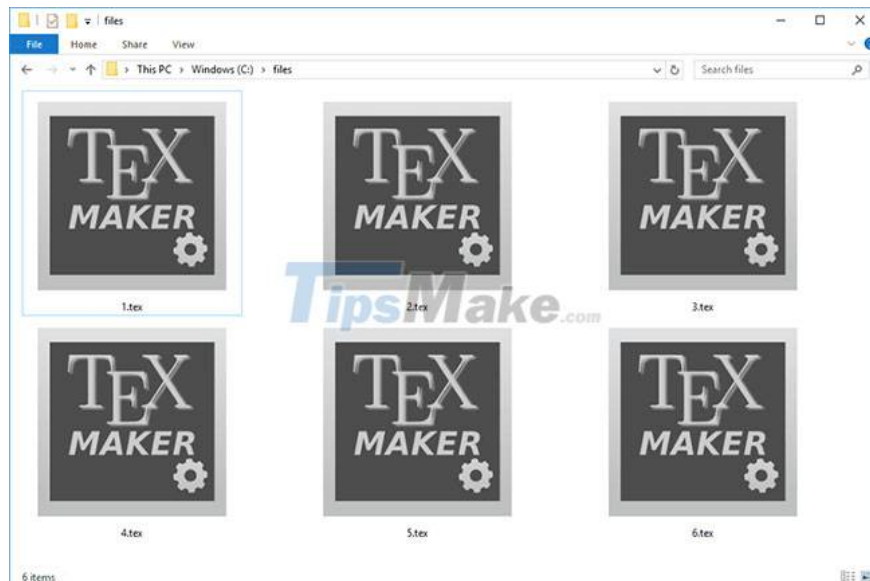 files
File Home Share View
This PC > Windows (C:) > files
Search files
TEX TEX TEX
MAKER MAKER MAKER
TipsMake.com
1.tex 2.tex 3.tex
TEX TEX TEX
MAKER MAKER MAKER
4.tex 5.tex 6.tex
6 items